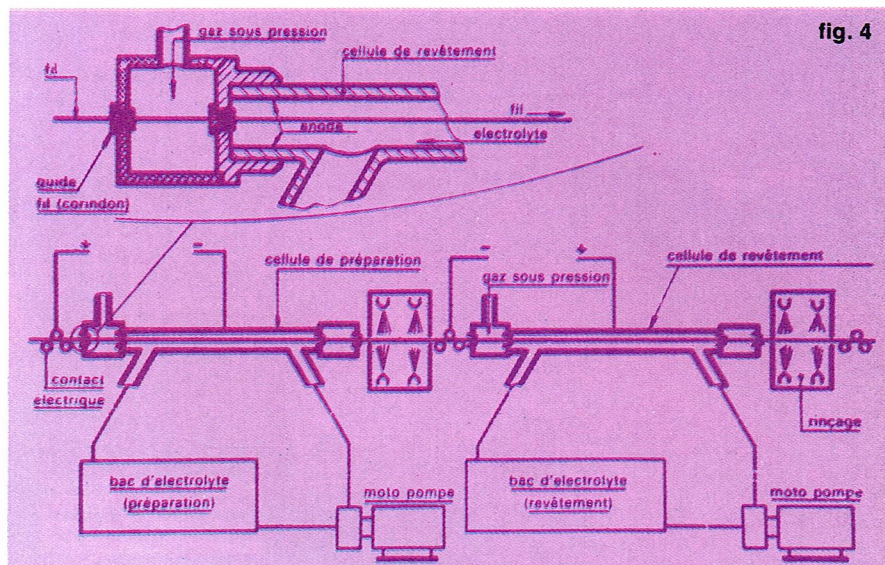 fig. 4
gaz sous pression
cellule de revêtement
fil
fil
anode
electrolyte
guide
fil (corindon)
+
-
cellule de préparation
-
+
cellule de revêtement
gaz sous pression
contact
electrique
rinçage
bac d'electrolyte
(préparation)
moto pompe
bac d'electrolyte
(revêtement)
moto pompe